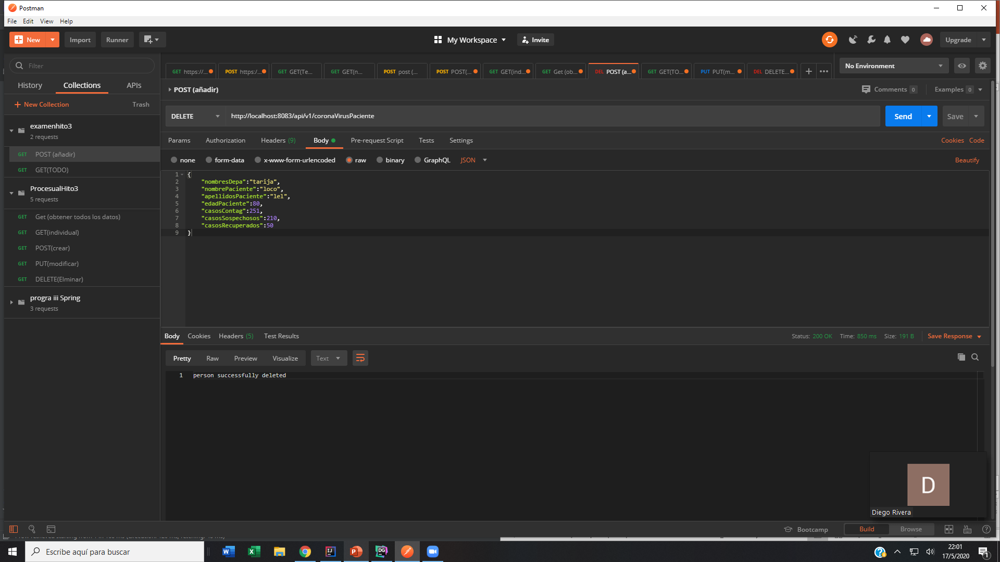 Postman
File Edit View Help
New Import Runner My Workspace Invite Upgrade
Filter
History Collections APIs
New Collection Trash
examenhito3
2 requests
GET POST (añadir)
GET GET(TODO)
ProcesualHito3
5 requests
GET Get (obtener todos los datos)
GET GET(individual)
GET POST(crear)
GET PUT(modificar)
GET DELETE(Elminar)
progra iii Spring
3 requests
GET https://... POST https:/... GET GET(Te... GET GET(n... POST post (... POST POST(... GET GET(ind... GET Get (ob... DEL POST (a... GET GET(TO... PUT PUT(m... DEL DELETE...
No Environment
POST (añadir) Comments 0 Examples 0
DELETE http://localhost:8083/api/v1/coronaVirusPaciente Send Save
Params Authorization Headers (9) Body Pre-request Script Tests Settings Cookies Code
none form-data x-www-form-urlencoded raw binary GraphQL JSON Beautify
1 {
2 "nombresDepa":"tarija",
3 "nombrePaciente":"loco",
4 "apellidosPaciente":"lel",
5 "edadPaciente":80,
6 "casosContag":251,
7 "casosSospechosos":210,
8 "casosRecuperados":50
9 }
Body Cookies Headers (5) Test Results Status: 200 OK Time: 850 ms Size: 191 B Save Response
Pretty Raw Preview Visualize Text
1 person successfully deleted
D
Diego Rivera
Bootcamp Build Browse
Escribe aquí para buscar
22:01
17/5/2020
1